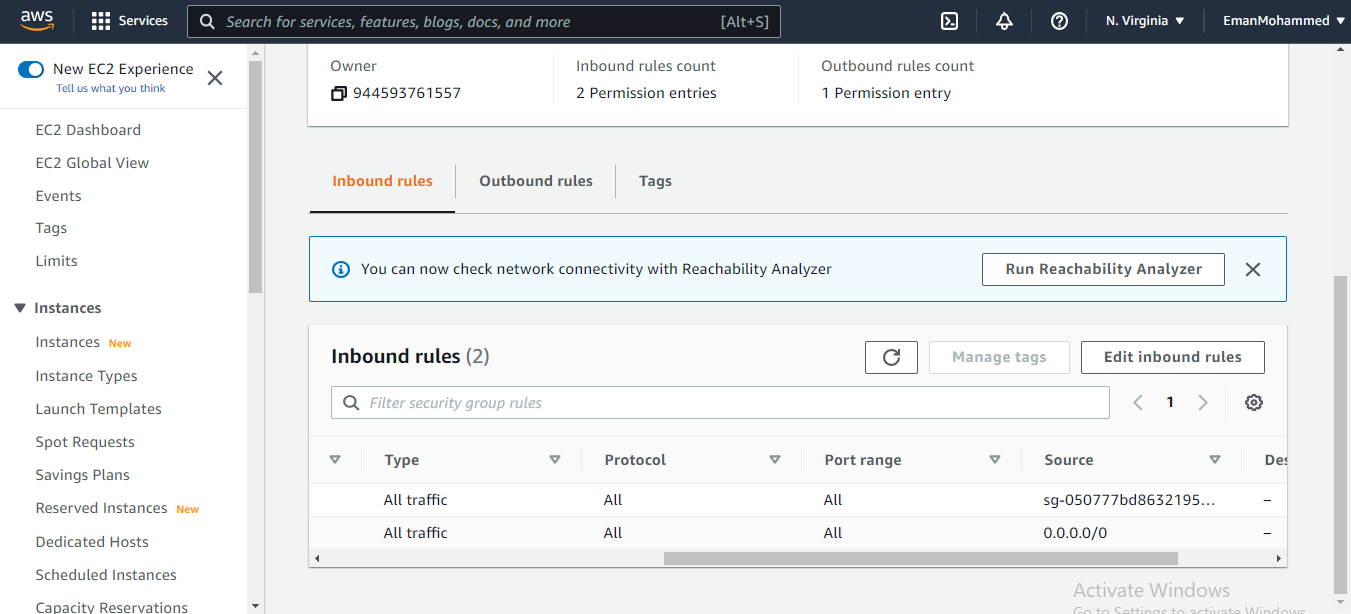 aws Services Search for services, features, blogs, docs, and more [Alt+S] N. Virginia EmanMohammed
New EC2 Experience
Tell us what you think
EC2 Dashboard
EC2 Global View
Events
Tags
Limits
Instances
Instances New
Instance Types
Launch Templates
Spot Requests
Savings Plans
Reserved Instances New
Dedicated Hosts
Scheduled Instances
Capacity Reservations
Owner Inbound rules count Outbound rules count
944593761557 2 Permission entries 1 Permission entry
Inbound rules Outbound rules Tags
You can now check network connectivity with Reachability Analyzer Run Reachability Analyzer
Inbound rules (2) Manage tags Edit inbound rules
Filter security group rules 1
Type Protocol Port range Source Des
All traffic All All sg-050777bd8632195... –
All traffic All All 0.0.0.0/0 –
Activate Windows
Go to Settings to activate Windows.